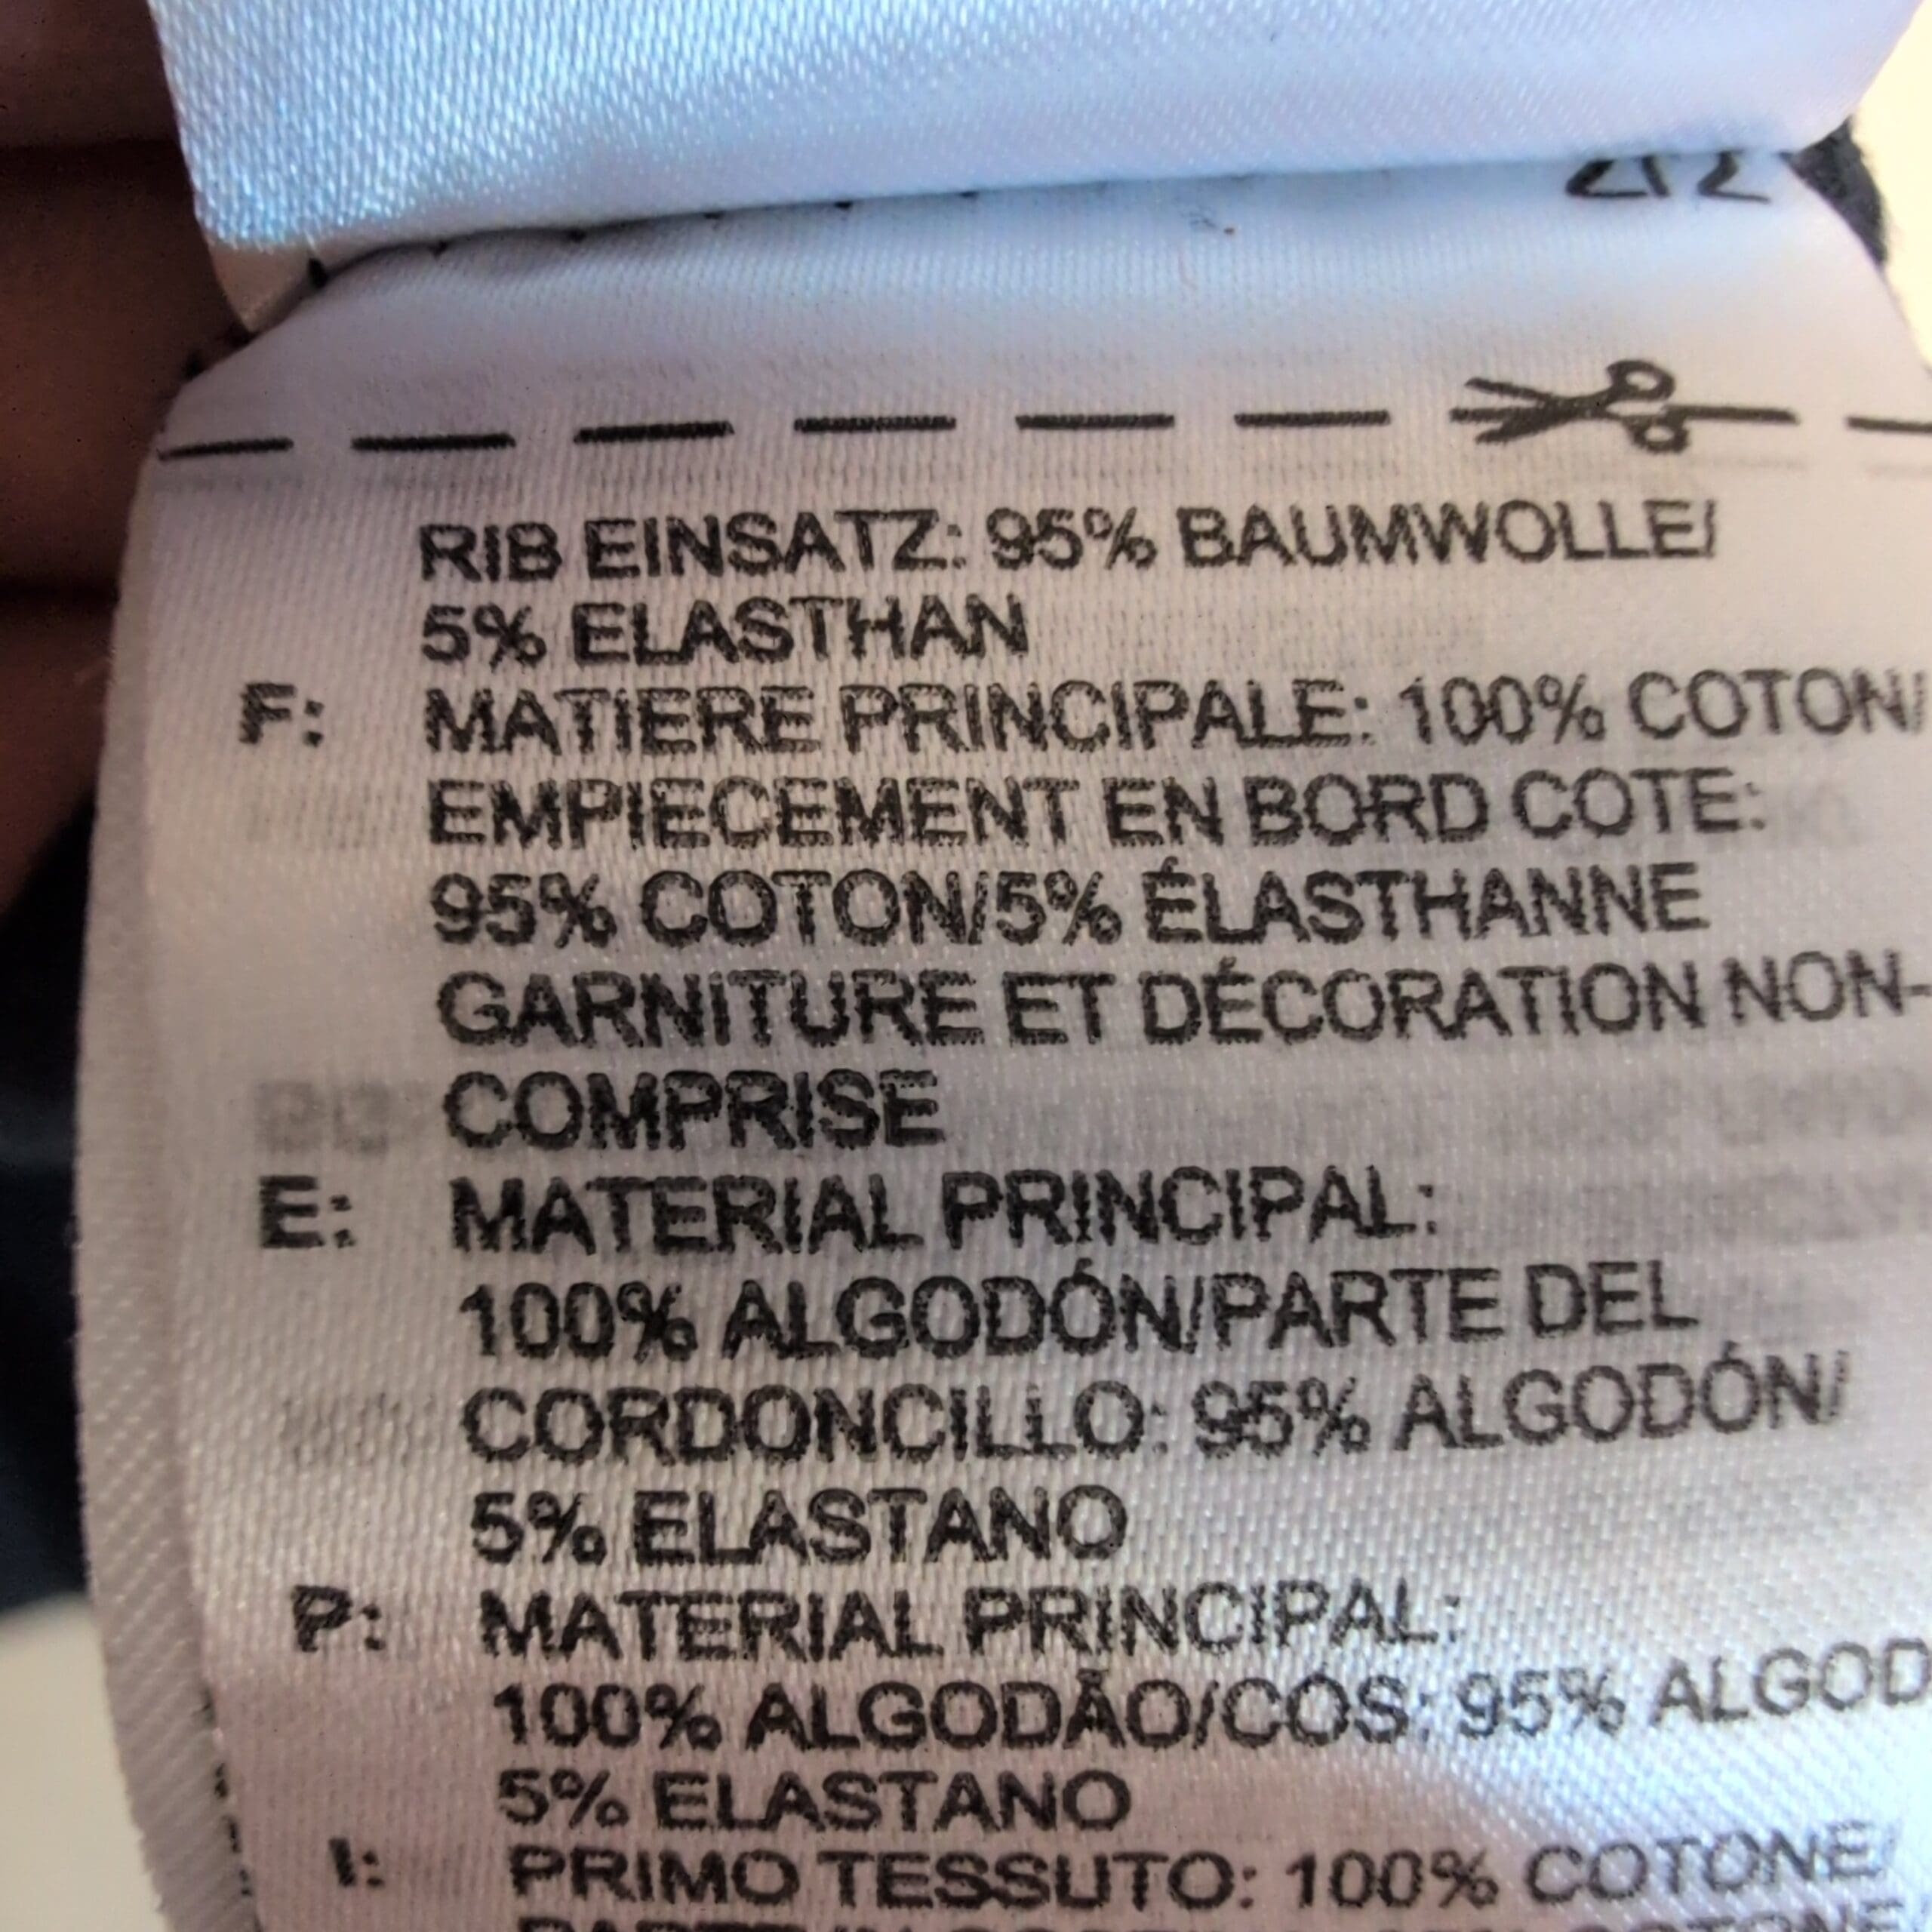 RIB EINSATZ: 95% BAUMWOLLE/
5% ELASTHAN
F: MATIERE PRINCIPALE: 100% COTON/
EMPIECEMENT EN BORD COTE:
95% COTON/5% ÉLASTHANNE
GARNITURE ET DÉCORATION NON-
COMPRISE
E: MATERIAL PRINCIPAL:
100% ALGODÓN/PARTE DEL
CORDONCILLO: 95% ALGODÓN/
5% ELASTANO
P: MATERIAL PRINCIPAL:
100% ALGODÃO/CÓS: 95% ALGOD
5% ELASTANO
I: PRIMO TESSUTO: 100% COTONE/